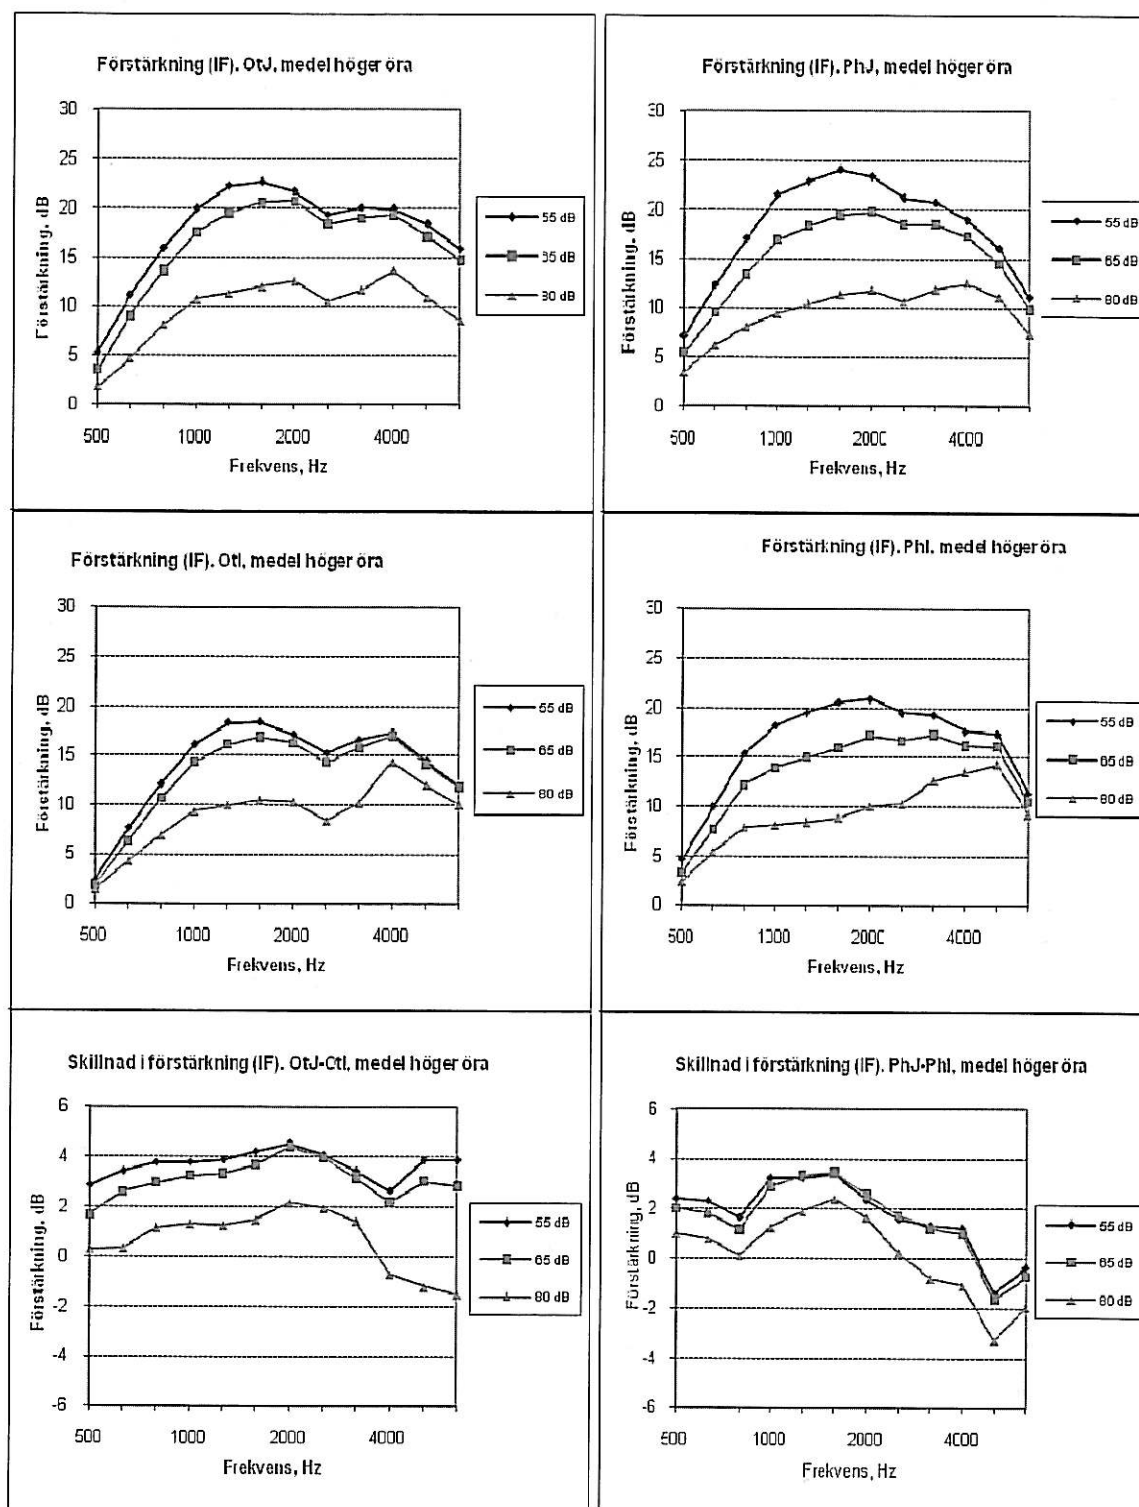 Förstärkning (IF). OtJ, medel höger öra
30
25
20
15
10
5
0
Förstärkning, dB
500 1000 2000 4000
Frekvens, Hz
55 dB
65 dB
80 dB
Förstärkning (IF). PhJ, medel höger öra
30
25
20
15
10
5
0
Förstärkning, dB
500 1000 2000 4000
Frekvens, Hz
55 dB
65 dB
80 dB
Förstärkning (IF). OtI, medel höger öra
30
25
20
15
10
5
0
Förstärkning, dB
500 1000 2000 4000
Frekvens, Hz
55 dB
65 dB
80 dB
Förstärkning (IF). PhI, medel höger öra
30
25
20
15
10
5
0
Förstärkning, dB
500 1000 2000 4000
Frekvens, Hz
55 dB
65 dB
80 dB
Skillnad i förstärkning (IF). OtJ-OtI, medel höger öra
6
4
2
0
-2
-4
-6
Förstärkning, dB
500 1000 2000 4000
Frekvens, Hz
55 dB
65 dB
80 dB
Skillnad i förstärkning (IF). PhJ-PhI, medel höger öra
6
4
2
0
-2
-4
-6
Förstärkning, dB
500 1000 2000 4000
Frekvens, Hz
55 dB
65 dB
80 dB